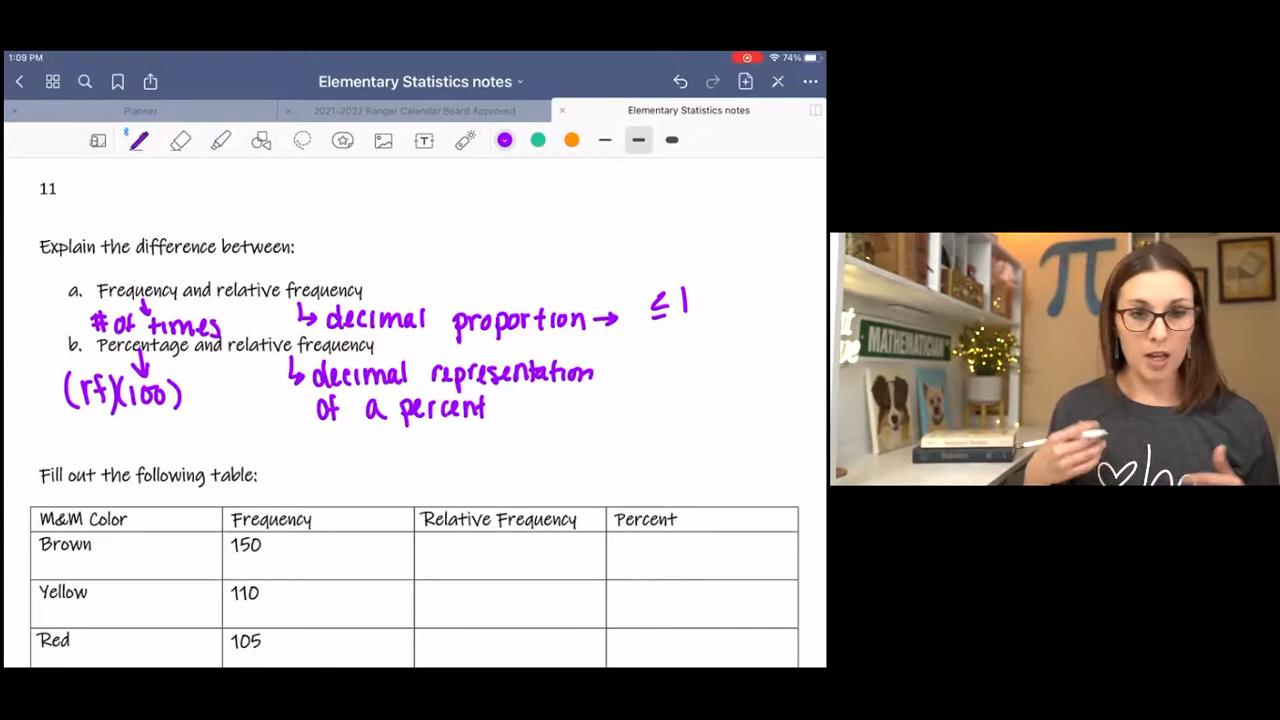 1:09 PM
74%
Elementary Statistics notes
Planner
2021-2022 Ranger Calendar Board Approved
Elementary Statistics notes
11
Explain the difference between:
a. Frequency and relative frequency
# of times
decimal proportion → ≤ 1
b. Percentage and relative frequency
(rf)(100)
decimal representation
of a percent
Fill out the following table:
M&M Color Frequency Relative Frequency Percent
Brown 150
Yellow 110
Red 105
MATHEMATICIAN
π